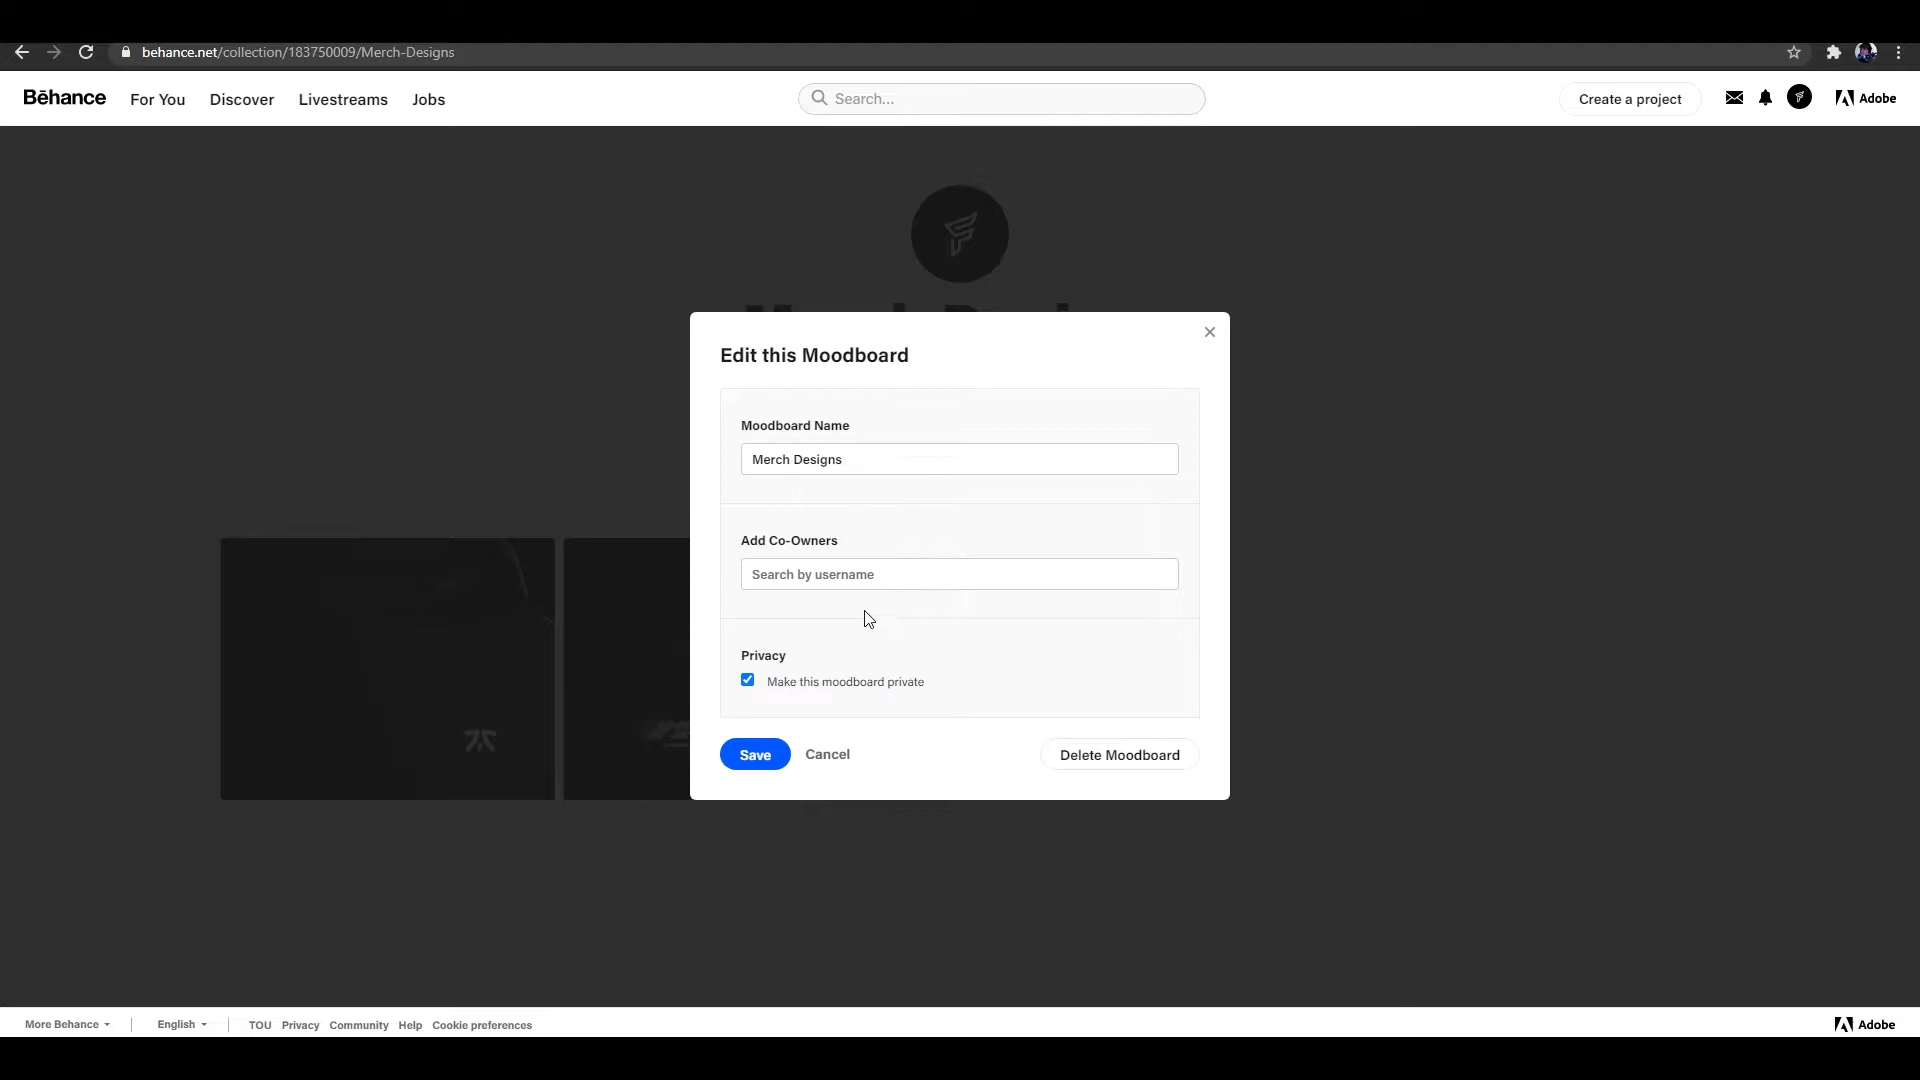 behance.net/collection/183750009/Merch-Designs
Bēhance For You Discover Livestreams Jobs Search... Create a project Adobe
Edit this Moodboard
Moodboard Name
Merch Designs
Add Co-Owners
Search by username
Privacy
Make this moodboard private
Save Cancel Delete Moodboard
More Behance English TOU Privacy Community Help Cookie preferences Adobe